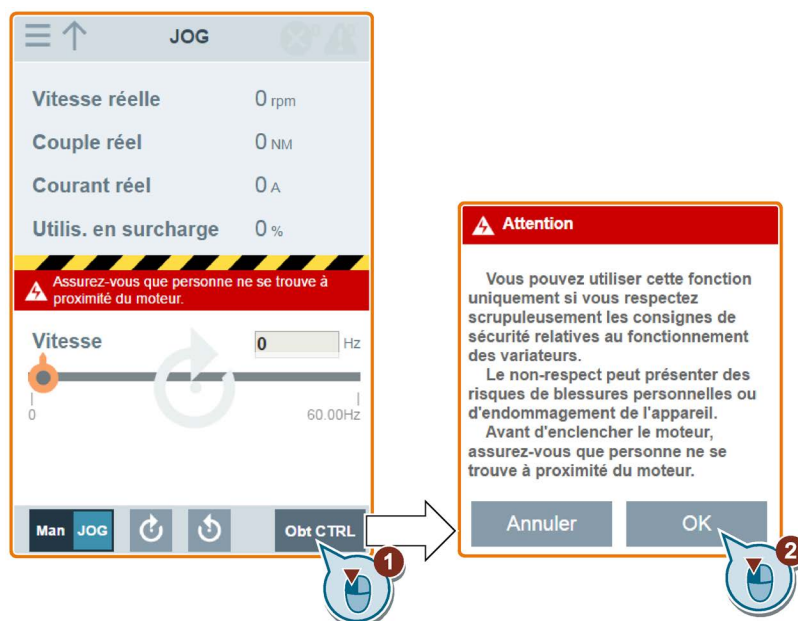 JOG
Vitesse réelle 0 rpm
Couple réel 0 NM
Courant réel 0 A
Utilis. en surcharge 0 %
Assurez-vous que personne ne se trouve à
proximité du moteur.
Vitesse 0 Hz
0 60.00Hz
Man JOG Obt CTRL
1
Attention
Vous pouvez utiliser cette fonction
uniquement si vous respectez
scrupuleusement les consignes de
sécurité relatives au fonctionnement
des variateurs.
Le non-respect peut présenter des
risques de blessures personnelles ou
d'endommagement de l'appareil.
Avant d'enclencher le moteur,
assurez-vous que personne ne se
trouve à proximité du moteur.
Annuler OK
2